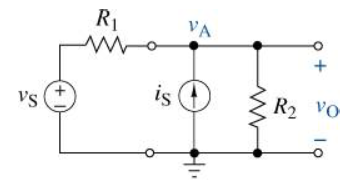 R1
vA
+
vS
+
−
iS
R2
vO
−